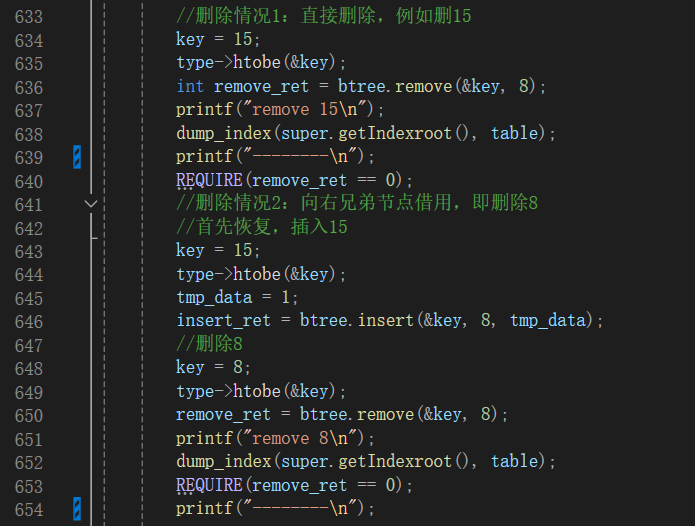 633 //删除情况1：直接删除，例如删15
634 key = 15;
635 type->htobe(&key);
636 int remove_ret = btree.remove(&key, 8);
637 printf("remove 15\n");
638 dump_index(super.getIndexroot(), table);
639 printf("--------\n");
640 REQUIRE(remove_ret == 0);
641 //删除情况2：向右兄弟节点借用，即删除8
642 //首先恢复，插入15
643 key = 15;
644 type->htobe(&key);
645 tmp_data = 1;
646 insert_ret = btree.insert(&key, 8, tmp_data);
647 //删除8
648 key = 8;
649 type->htobe(&key);
650 remove_ret = btree.remove(&key, 8);
651 printf("remove 8\n");
652 dump_index(super.getIndexroot(), table);
653 REQUIRE(remove_ret == 0);
654 printf("--------\n");